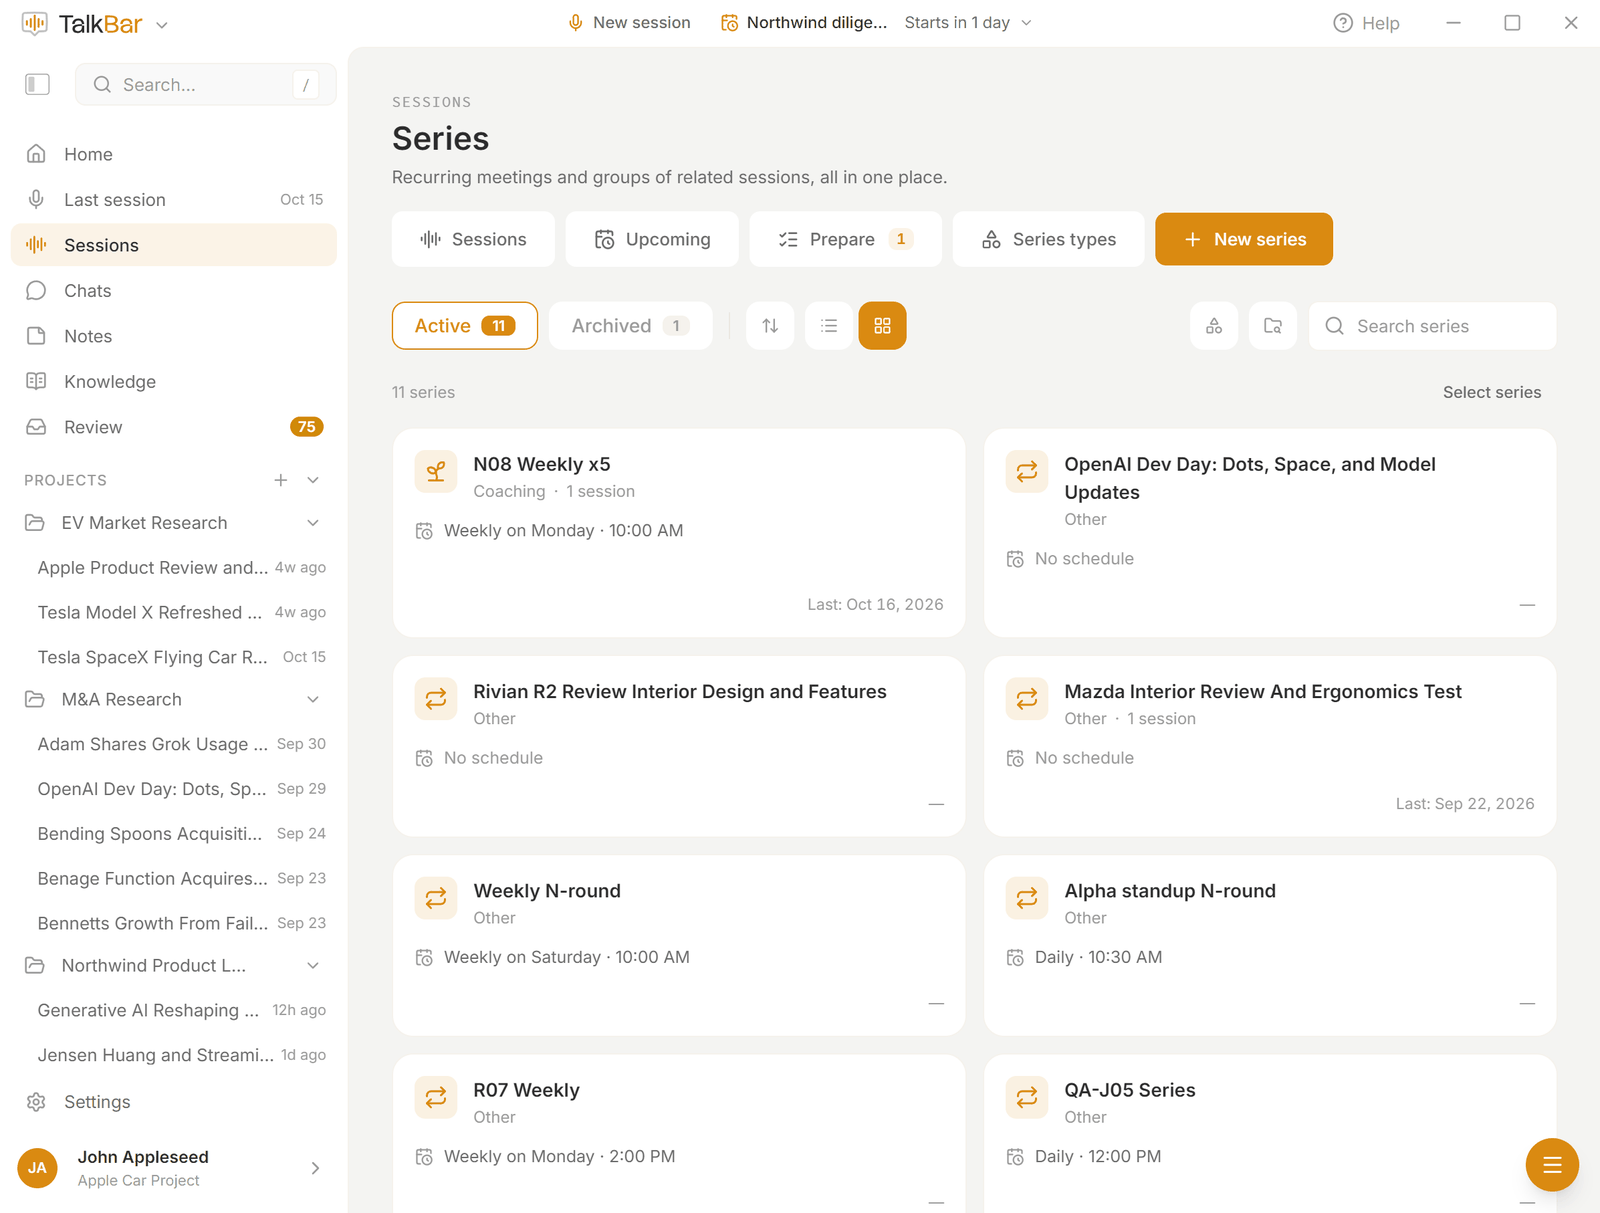 TalkBar
New session
Northwind dilige...
Starts in 1 day
Help
Search...
/
Home
Last session
Oct 15
Sessions
Chats
Notes
Knowledge
Review
75
PROJECTS
EV Market Research
Apple Product Review and...
4w ago
Tesla Model X Refreshed ...
4w ago
Tesla SpaceX Flying Car R...
Oct 15
M&A Research
Adam Shares Grok Usage ...
Sep 30
OpenAI Dev Day: Dots, Sp...
Sep 29
Bending Spoons Acquisiti...
Sep 24
Benage Function Acquires...
Sep 23
Bennetts Growth From Fail...
Sep 23
Northwind Product L...
Generative AI Reshaping ...
12h ago
Jensen Huang and Streami...
1d ago
Settings
JA
John Appleseed
Apple Car Project
SESSIONS
Series
Recurring meetings and groups of related sessions, all in one place.
Sessions
Upcoming
Prepare
1
Series types
+ New series
Active
11
Archived
1
Search series
11 series
Select series
N08 Weekly x5
Coaching · 1 session
Weekly on Monday · 10:00 AM
Last: Oct 16, 2026
OpenAI Dev Day: Dots, Space, and Model
Updates
Other
No schedule
—
Rivian R2 Review Interior Design and Features
Other
No schedule
—
Mazda Interior Review And Ergonomics Test
Other · 1 session
No schedule
Last: Sep 22, 2026
Weekly N-round
Other
Weekly on Saturday · 10:00 AM
—
Alpha standup N-round
Other
Daily · 10:30 AM
—
R07 Weekly
Other
Weekly on Monday · 2:00 PM
—
QA-J05 Series
Other
Daily · 12:00 PM
—